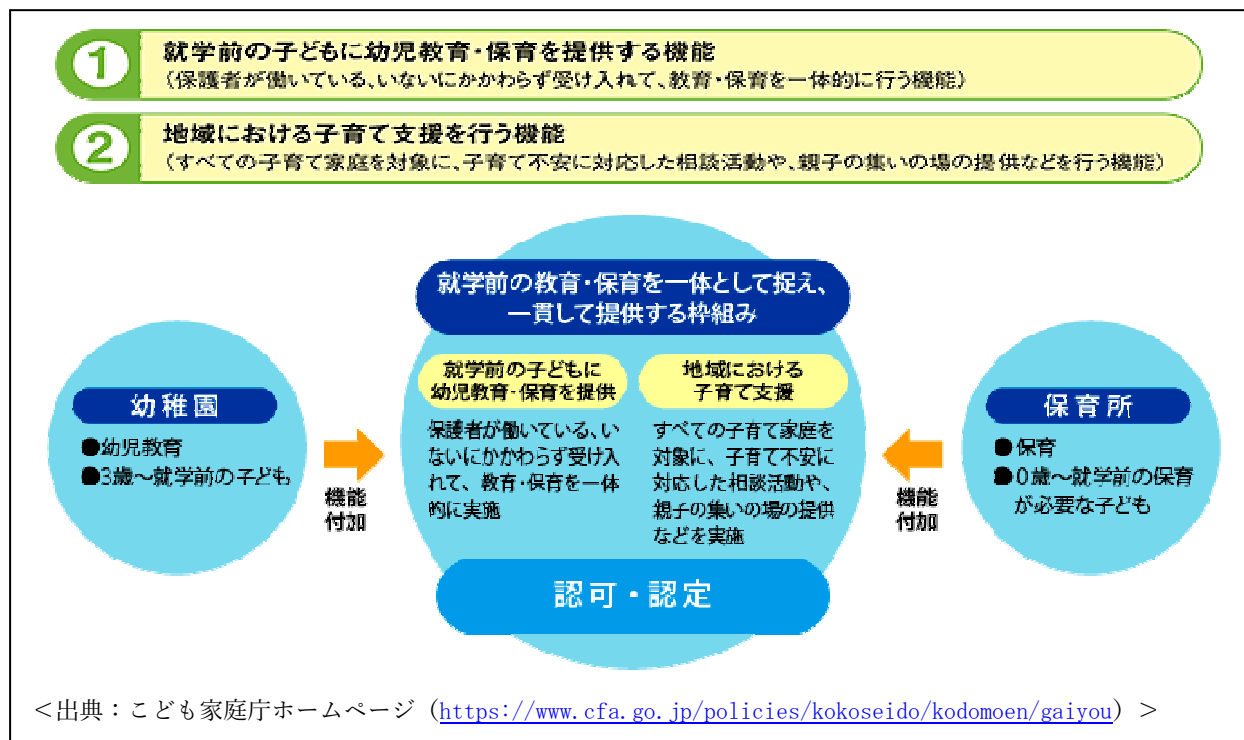 1
就学前の子どもに幼児教育・保育を提供する機能
（保護者が働いている、いないにかかわらず受け入れて、教育・保育を一体的に行う機能）
2
地域における子育て支援を行う機能
（すべての子育て家庭を対象に、子育て不安に対応した相談活動や、親子の集いの場の提供などを行う機能）
就学前の教育・保育を一体として捉え、
一貫して提供する枠組み
幼稚園
●幼児教育
●3歳～就学前の子ども
機能
付加
就学前の子どもに
幼児教育・保育を提供
保護者が働いている、い
ないにかかわらず受け入
れて、教育・保育を一体
的に実施
地域における
子育て支援
すべての子育て家庭を
対象に、子育て不安に
対応した相談活動や、
親子の集いの場の提供
などを実施
認可・認定
機能
付加
保育所
●保育
●0歳～就学前の保育
が必要な子ども
＜出典：こども家庭庁ホームページ（https://www.cfa.go.jp/policies/kokoseido/kodomoen/gaiyou）＞